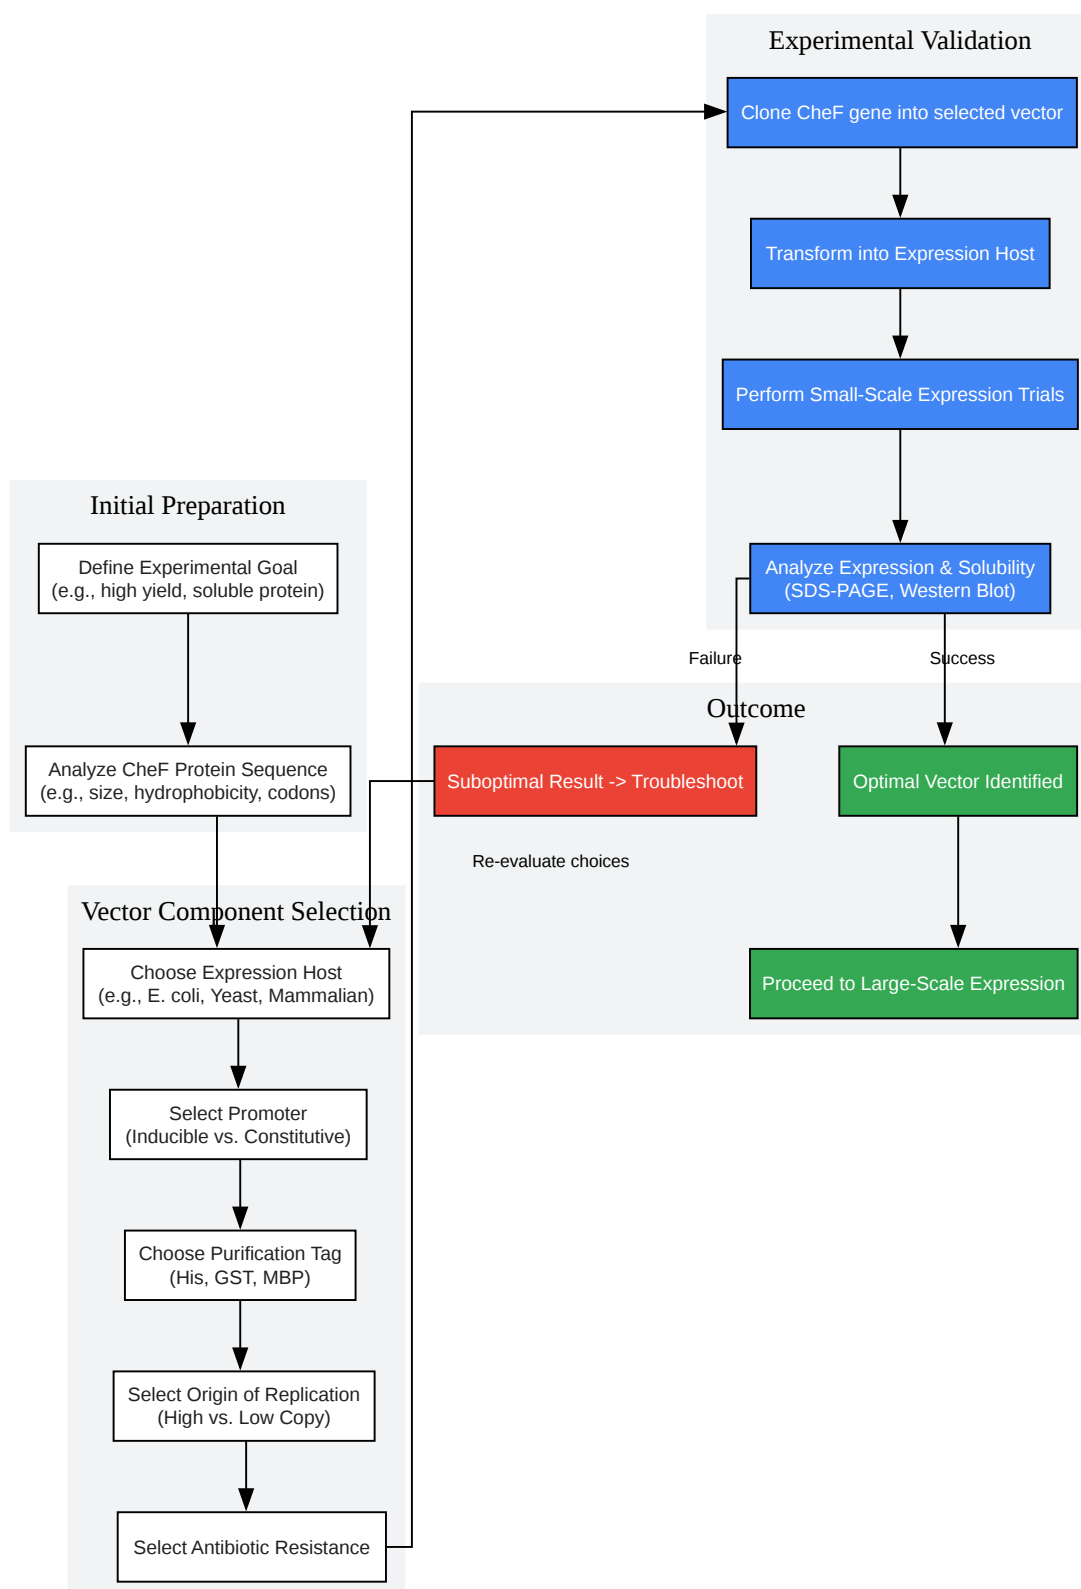 Experimental Validation
Clone CheF gene into selected vector
Transform into Expression Host
Perform Small-Scale Expression Trials
Analyze Expression & Solubility
(SDS-PAGE, Western Blot)
Initial Preparation
Define Experimental Goal
(e.g., high yield, soluble protein)
Analyze CheF Protein Sequence
(e.g., size, hydrophobicity, codons)
Failure
Success
Outcome
Suboptimal Result -> Troubleshoot
Optimal Vector Identified
Re-evaluate choices
Proceed to Large-Scale Expression
Vector Component Selection
Choose Expression Host
(e.g., E. coli, Yeast, Mammalian)
Select Promoter
(Inducible vs. Constitutive)
Choose Purification Tag
(His, GST, MBP)
Select Origin of Replication
(High vs. Low Copy)
Select Antibiotic Resistance